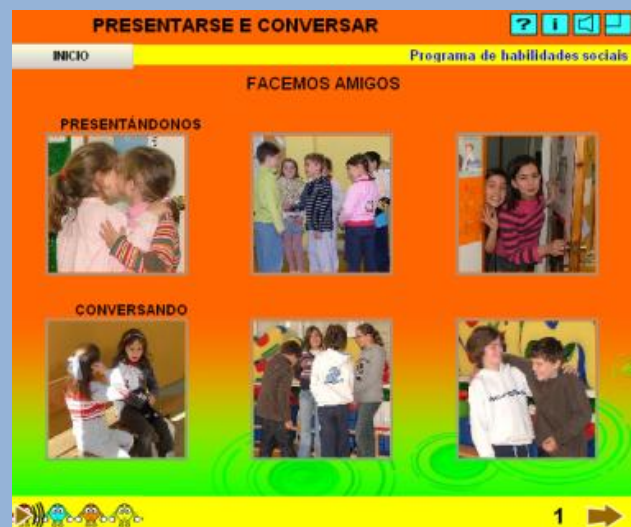 PRESENTARSE E CONVERSAR
? i
INICIO
Programa de habilidades sociais
FACEMOS AMIGOS
PRESENTÁNDONOS
CONVERSANDO
1